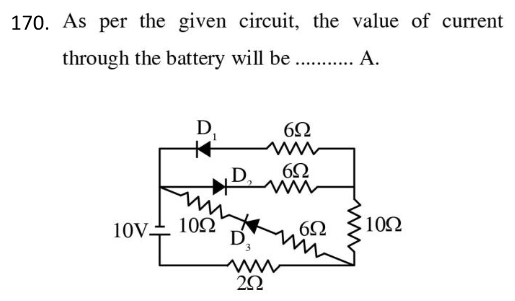 170. As per the given circuit, the value of current
through the battery will be ........... A.
D₁ 6Ω
D₂ 6Ω
10V 10Ω D₃ 6Ω 10Ω
2Ω